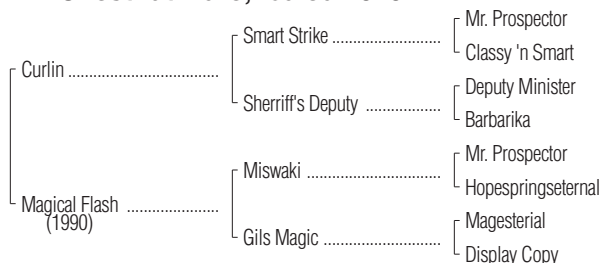 Mr. Prospector
Smart Strike ..................
Classy 'n Smart
Curlin .........................................
Deputy Minister
Sherriff's Deputy ..................
Barbarika
Mr. Prospector
Miswaki ................................
Hopespringseternal
Magical Flash .........................
(1990)
Magesterial
Gils Magic .............................
Display Copy